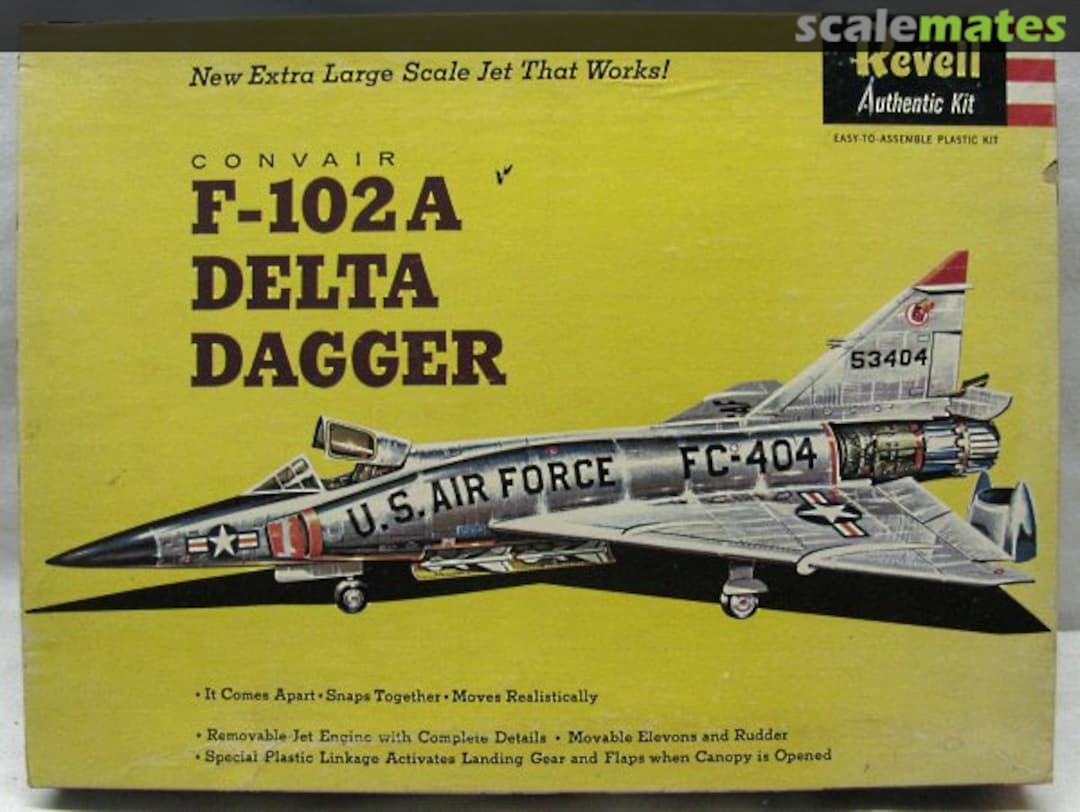 scalemates
New Extra Large Scale Jet That Works!
Revell
Authentic Kit
EASY-TO-ASSEMBLE PLASTIC KIT
CONVAIR
F-102A
DELTA
DAGGER
53404
U.S. AIR FORCE
FC-404
1
• It Comes Apart • Snaps Together • Moves Realistically
• Removable Jet Engine with Complete Details • Movable Elevons and Rudder
• Special Plastic Linkage Activates Landing Gear and Flaps when Canopy is Opened